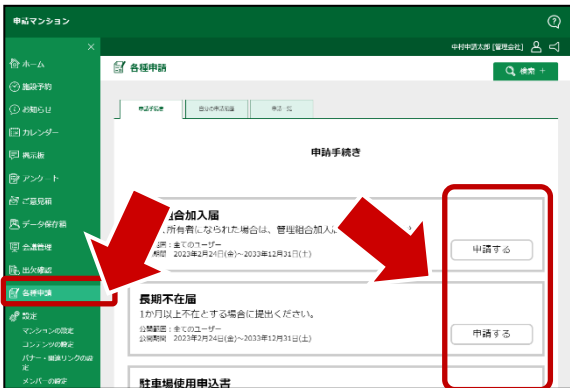 申請マンション
中村申請太郎 [管理会社]
ホーム
施設予約
お知らせ
カレンダー
掲示板
アンケート
ご意見箱
データ保存箱
会議管理
出欠確認
各種申請
設定
マンションの設定
コンテンツの設定
バナー・関連リンクの設定
メンバーの設定
各種申請
検索 +
申請手続き
自分の申請履歴
申請一覧
申請手続き
組合加入届
所有者になられた場合は、管理組合加入
範囲：全てのユーザー
期間 2023年2月24日(金)～2033年12月31日(土)
申請する
長期不在届
1か月以上不在とする場合に提出ください。
公開範囲：全てのユーザー
公開期間 2023年2月24日(金)～2033年12月31日(土)
申請する
駐車場使用申込書